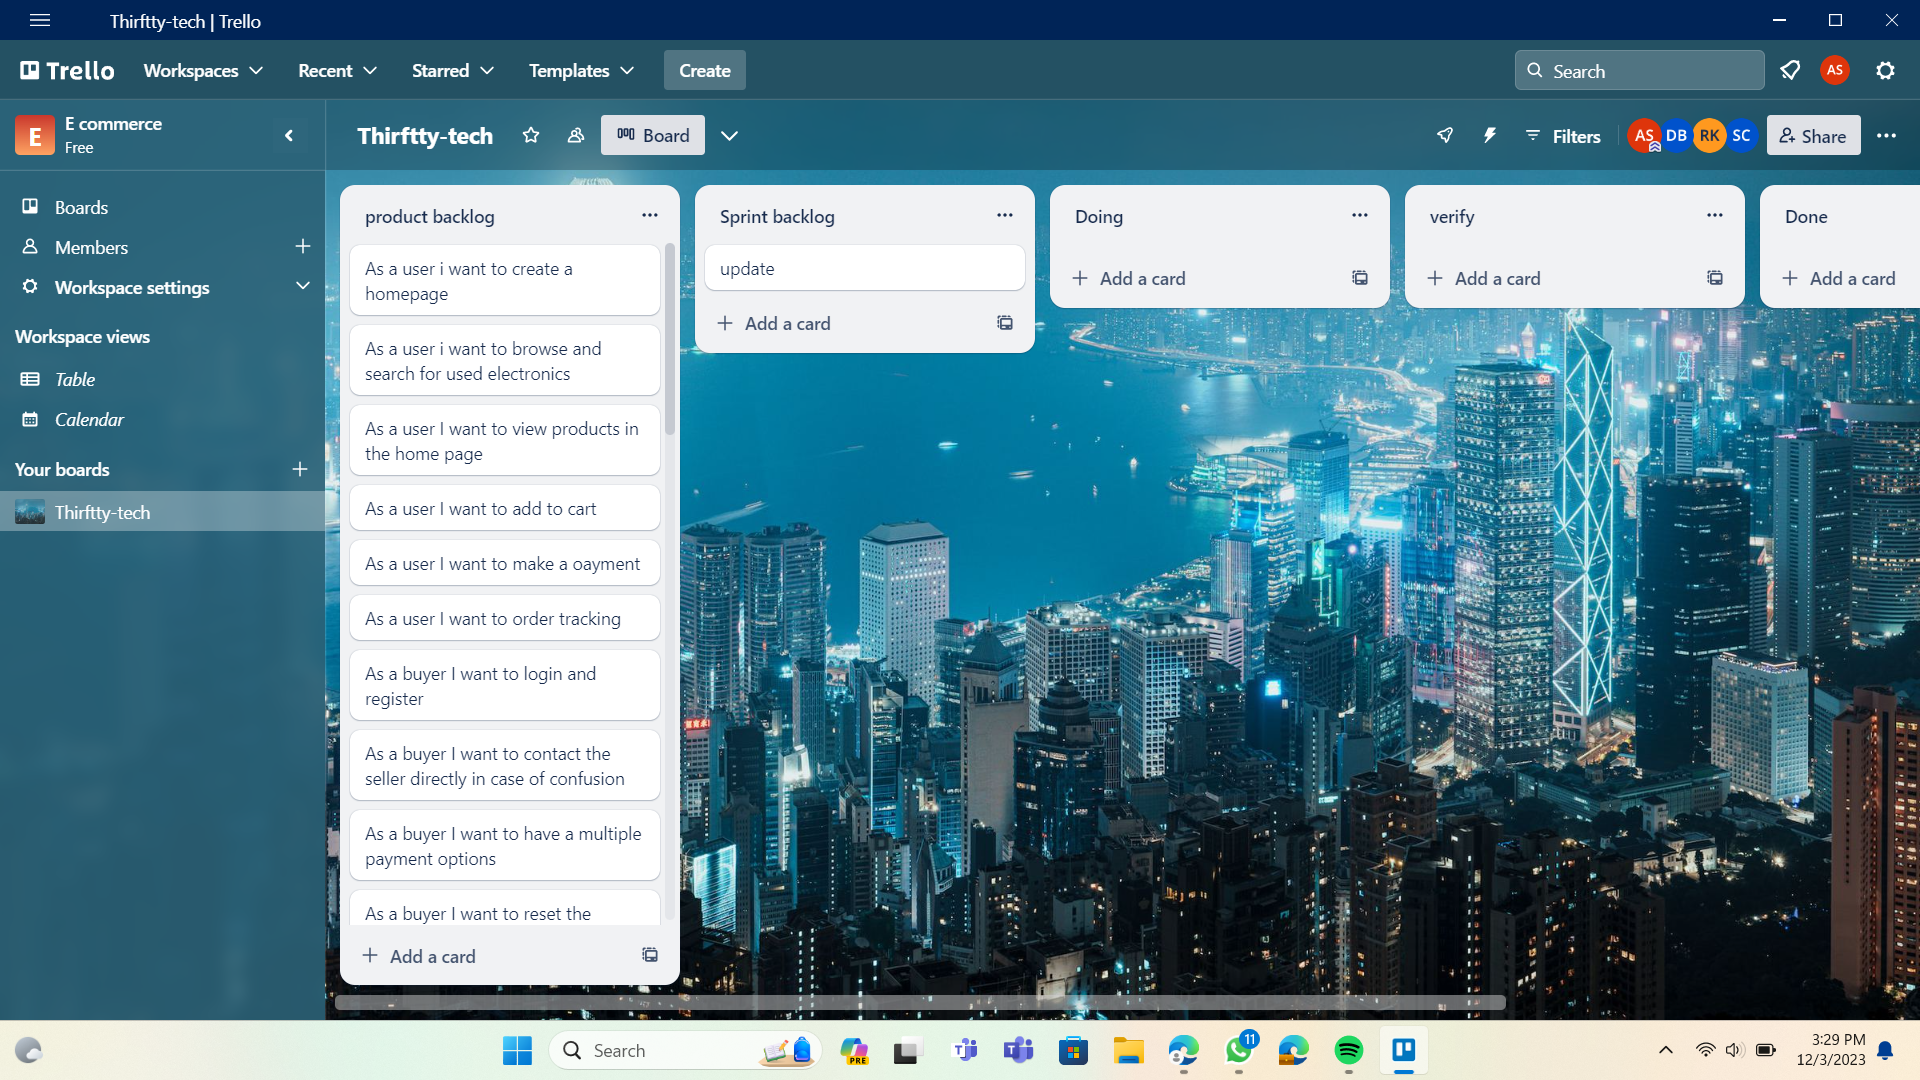 Thirftty-tech | Trello
Trello
Workspaces
Recent
Starred
Templates
Create
Search
AS
E
E commerce
Free
Thirftty-tech
Board
Filters
AS
DB
RK
SC
Share
Boards
Members
Workspace settings
Workspace views
Table
Calendar
Your boards
Thirftty-tech
product backlog
As a user i want to create a
homepage
As a user i want to browse and
search for used electronics
As a user I want to view products in
the home page
As a user I want to add to cart
As a user I want to make a oayment
As a user I want to order tracking
As a buyer I want to login and
register
As a buyer I want to contact the
seller directly in case of confusion
As a buyer I want to have a multiple
payment options
As a buyer I want to reset the
Add a card
Sprint backlog
update
Add a card
Doing
Add a card
verify
Add a card
Done
Add a card
Search
PRE
11
3:29 PM
12/3/2023